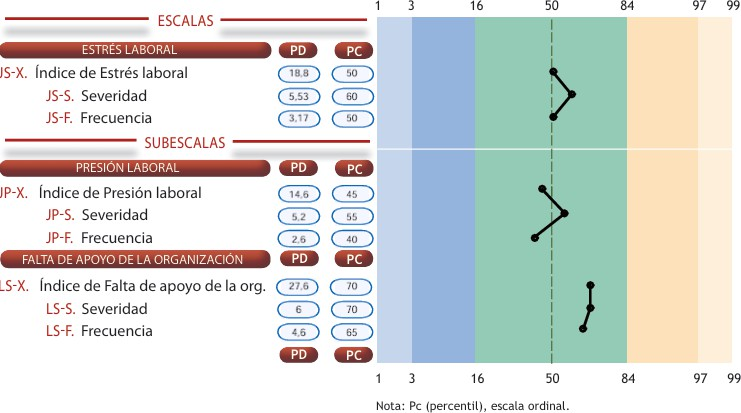 1 3 16 50 84 97 99
ESCALAS
ESTRÉS LABORAL PD PC
JS-X. Índice de Estrés laboral 18,8 50
JS-S. Severidad 5,53 60
JS-F. Frecuencia 3,17 50
SUBESCALAS
PRESIÓN LABORAL PD PC
JP-X. Índice de Presión laboral 14,6 45
JP-S. Severidad 5,2 55
JP-F. Frecuencia 2,6 40
FALTA DE APOYO DE LA ORGANIZACIÓN PD PC
LS-X. Índice de Falta de apoyo de la org. 27,6 70
LS-S. Severidad 6 70
LS-F. Frecuencia 4,6 65
PD PC
1 3 16 50 84 97 99
Nota: Pc (percentil), escala ordinal.